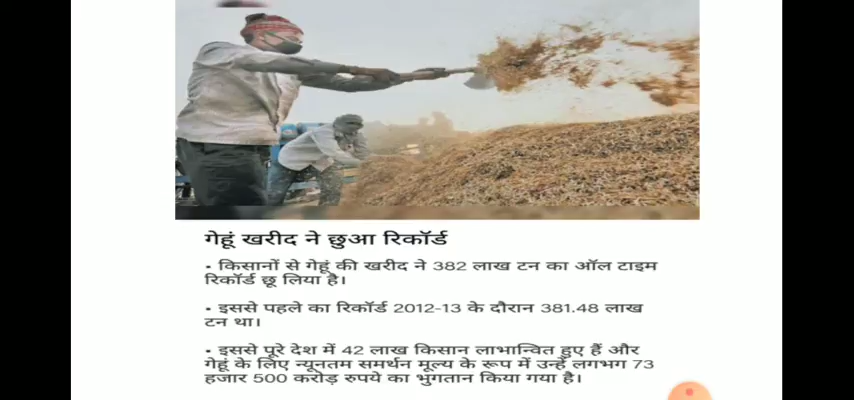 गेहूं खरीद ने छुआ रिकॉर्ड
• किसानों से गेहूं की खरीद ने 382 लाख टन का ऑल टाइम
रिकॉर्ड छू लिया है।
• इससे पहले का रिकॉर्ड 2012-13 के दौरान 381.48 लाख
टन था।
• इससे पूरे देश में 42 लाख किसान लाभान्वित हुए हैं और
गेहूं के लिए न्यूनतम समर्थन मूल्य के रूप में उन्हें लगभग 73
हजार 500 करोड़ रुपये का भुगतान किया गया है।